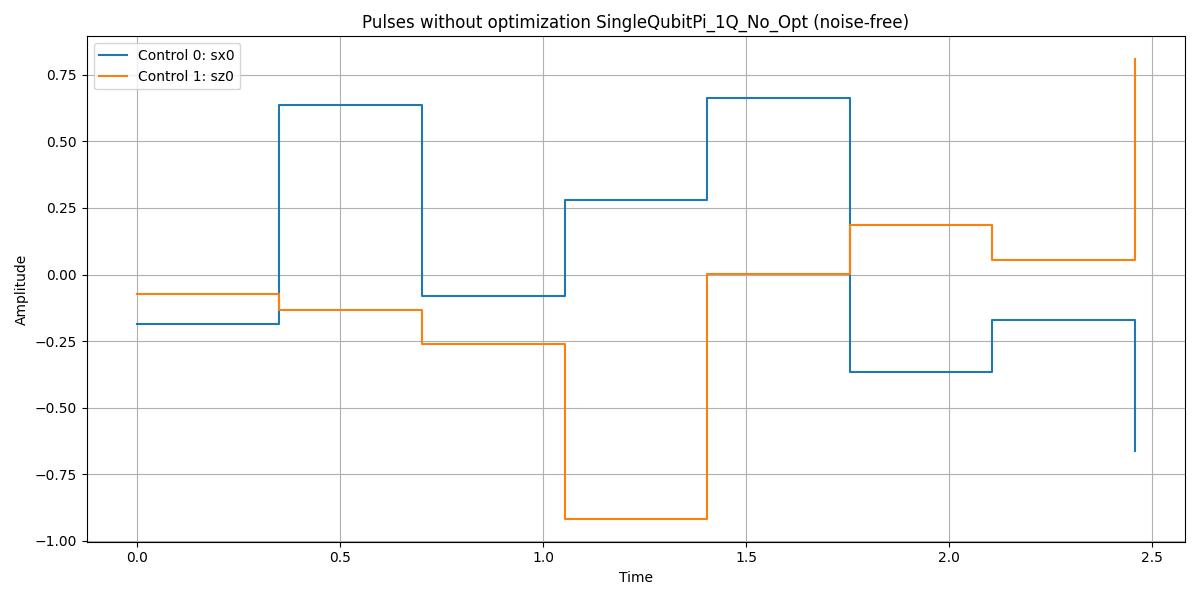 Pulses without optimization SingleQubitPi_1Q_No_Opt (noise-free)
Control 0: sx0
Control 1: sz0
0.75
0.50
0.25
0.00
−0.25
−0.50
−0.75
−1.00
Amplitude
0.0 0.5 1.0 1.5 2.0 2.5
Time